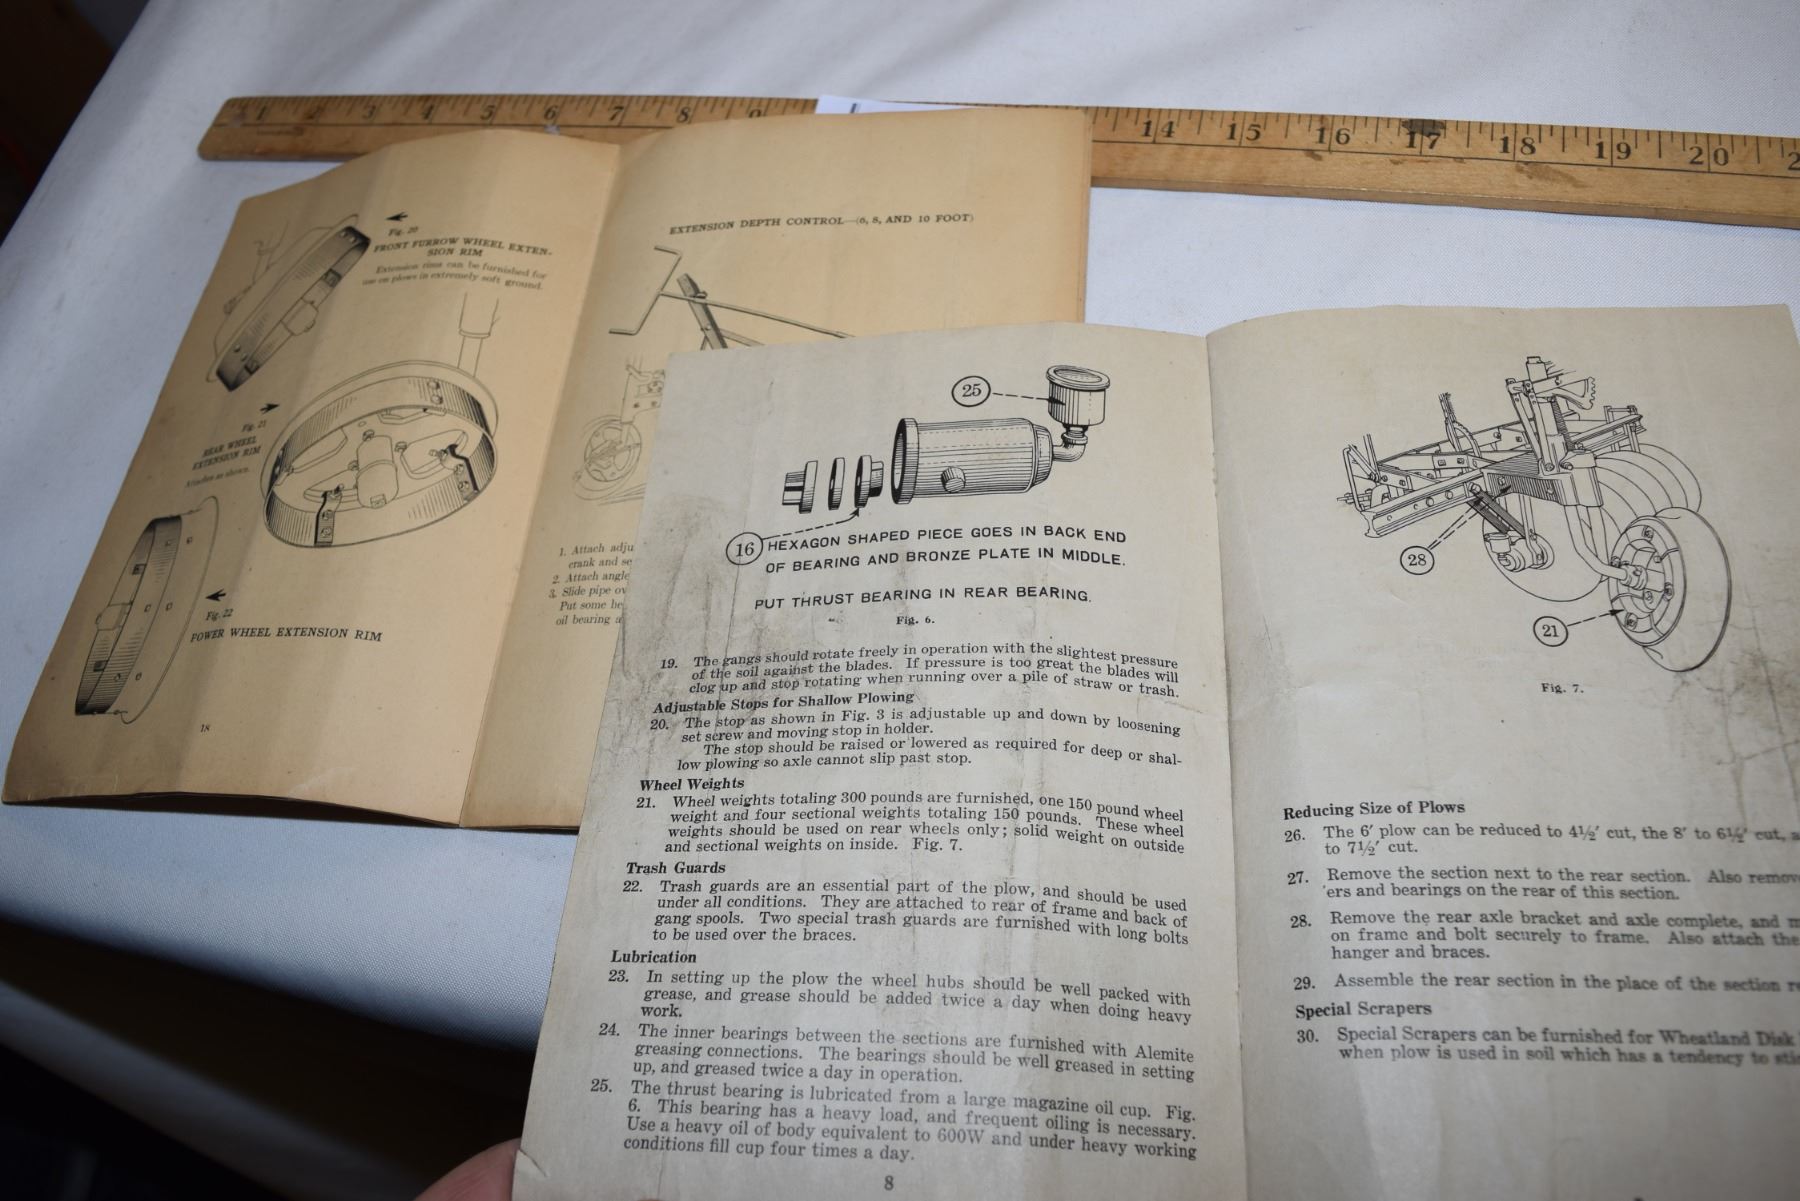 1 2 3 4 5 6 7 8 9
14 15 16 17 18 19 20 2
Fig. 20
FRONT FURROW WHEEL EXTEN-
SION RIM
Extension rims can be furnished for
use on plows in extremely soft ground.
Fig. 21
REAR WHEEL
EXTENSION RIM
Attaches as shown.
Fig. 22
POWER WHEEL EXTENSION RIM
18
EXTENSION DEPTH CONTROL—(6, 8, AND 10 FOOT)
1. Attach adju
crank and se
2. Attach angle
3. Slide pipe ov
Put some he
oil bearing a
25
16 HEXAGON SHAPED PIECE GOES IN BACK END
OF BEARING AND BRONZE PLATE IN MIDDLE.
PUT THRUST BEARING IN REAR BEARING.
Fig. 6.
19. The gangs should rotate freely in operation with the slightest pressure
of the soil against the blades. If pressure is too great the blades will
clog up and stop rotating when running over a pile of straw or trash.
Adjustable Stops for Shallow Plowing
20. The stop as shown in Fig. 3 is adjustable up and down by loosening
set screw and moving stop in holder.
The stop should be raised or lowered as required for deep or shal-
low plowing so axle cannot slip past stop.
Wheel Weights
21. Wheel weights totaling 300 pounds are furnished, one 150 pound wheel
weight and four sectional weights totaling 150 pounds. These wheel
weights should be used on rear wheels only; solid weight on outside
and sectional weights on inside. Fig. 7.
Trash Guards
22. Trash guards are an essential part of the plow, and should be used
under all conditions. They are attached to rear of frame and back of
gang spools. Two special trash guards are furnished with long bolts
to be used over the braces.
Lubrication
23. In setting up the plow the wheel hubs should be well packed with
grease, and grease should be added twice a day when doing heavy
work.
24. The inner bearings between the sections are furnished with Alemite
greasing connections. The bearings should be well greased in setting
up, and greased twice a day in operation.
25. The thrust bearing is lubricated from a large magazine oil cup. Fig.
6. This bearing has a heavy load, and frequent oiling is necessary.
Use a heavy oil of body equivalent to 600W and under heavy working
conditions fill cup four times a day.
8
28
21
Fig. 7.
Reducing Size of Plows
26. The 6′ plow can be reduced to 4½′ cut, the 8′ to 6½′ cut, a
to 7½′ cut.
27. Remove the section next to the rear section. Also remov
'ers and bearings on the rear of this section.
28. Remove the rear axle bracket and axle complete, and m
on frame and bolt securely to frame. Also attach the
hanger and braces.
29. Assemble the rear section in the place of the section re
Special Scrapers
30. Special Scrapers can be furnished for Wheatland Disk
when plow is used in soil which has a tendency to sti